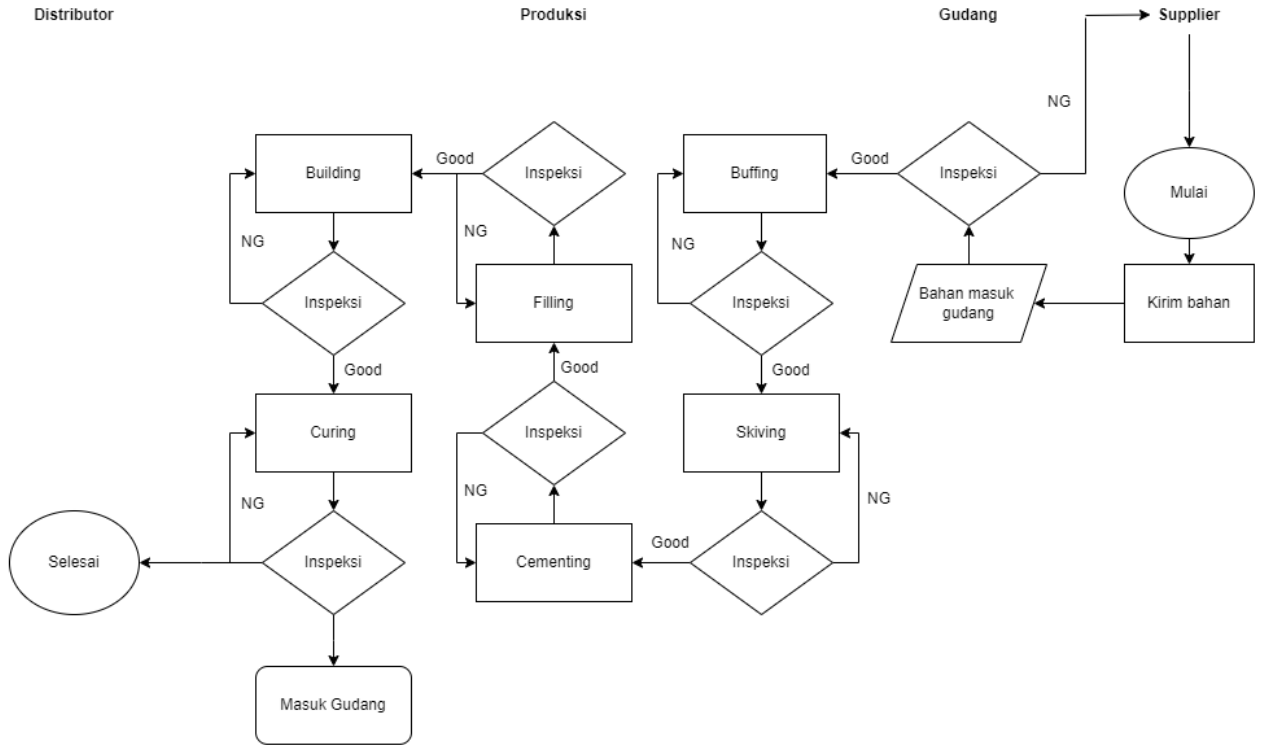 Distributor
Produksi
Gudang
Supplier
NG
Building
Good
Inspeksi
Buffing
Good
Inspeksi
Mulai
NG
NG
NG
Inspeksi
Filling
Inspeksi
Bahan masuk
gudang
Kirim bahan
Good
Good
Good
Curing
Inspeksi
Skiving
NG
NG
NG
Selesai
Inspeksi
Cementing
Good
Inspeksi
Masuk Gudang